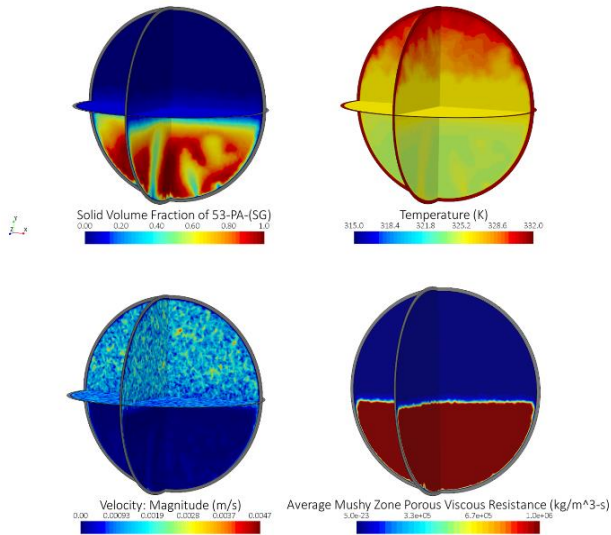 Solid Volume Fraction of 53-PA-(SG)
0.00 0.20 0.40 0.60 0.80 1.0
Temperature (K)
315.0 318.4 321.8 325.2 328.6 332.0
y
z x
Velocity: Magnitude (m/s)
0.00 0.00093 0.0019 0.0028 0.0037 0.0047
Average Mushy Zone Porous Viscous Resistance (kg/m^3-s)
5.0e-23 3.3e+05 6.7e+05 1.0e+06